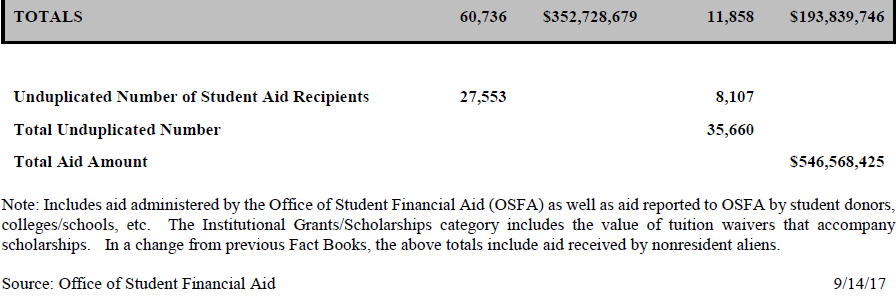 TOTALS 60,736 $352,728,679 11,858 $193,839,746
Unduplicated Number of Student Aid Recipients 27,553 8,107
Total Unduplicated Number 35,660
Total Aid Amount $546,568,425
Note: Includes aid administered by the Office of Student Financial Aid (OSFA) as well as aid reported to OSFA by student donors,
colleges/schools, etc. The Institutional Grants/Scholarships category includes the value of tuition waivers that accompany
scholarships. In a change from previous Fact Books, the above totals include aid received by nonresident aliens.
Source: Office of Student Financial Aid 9/14/17